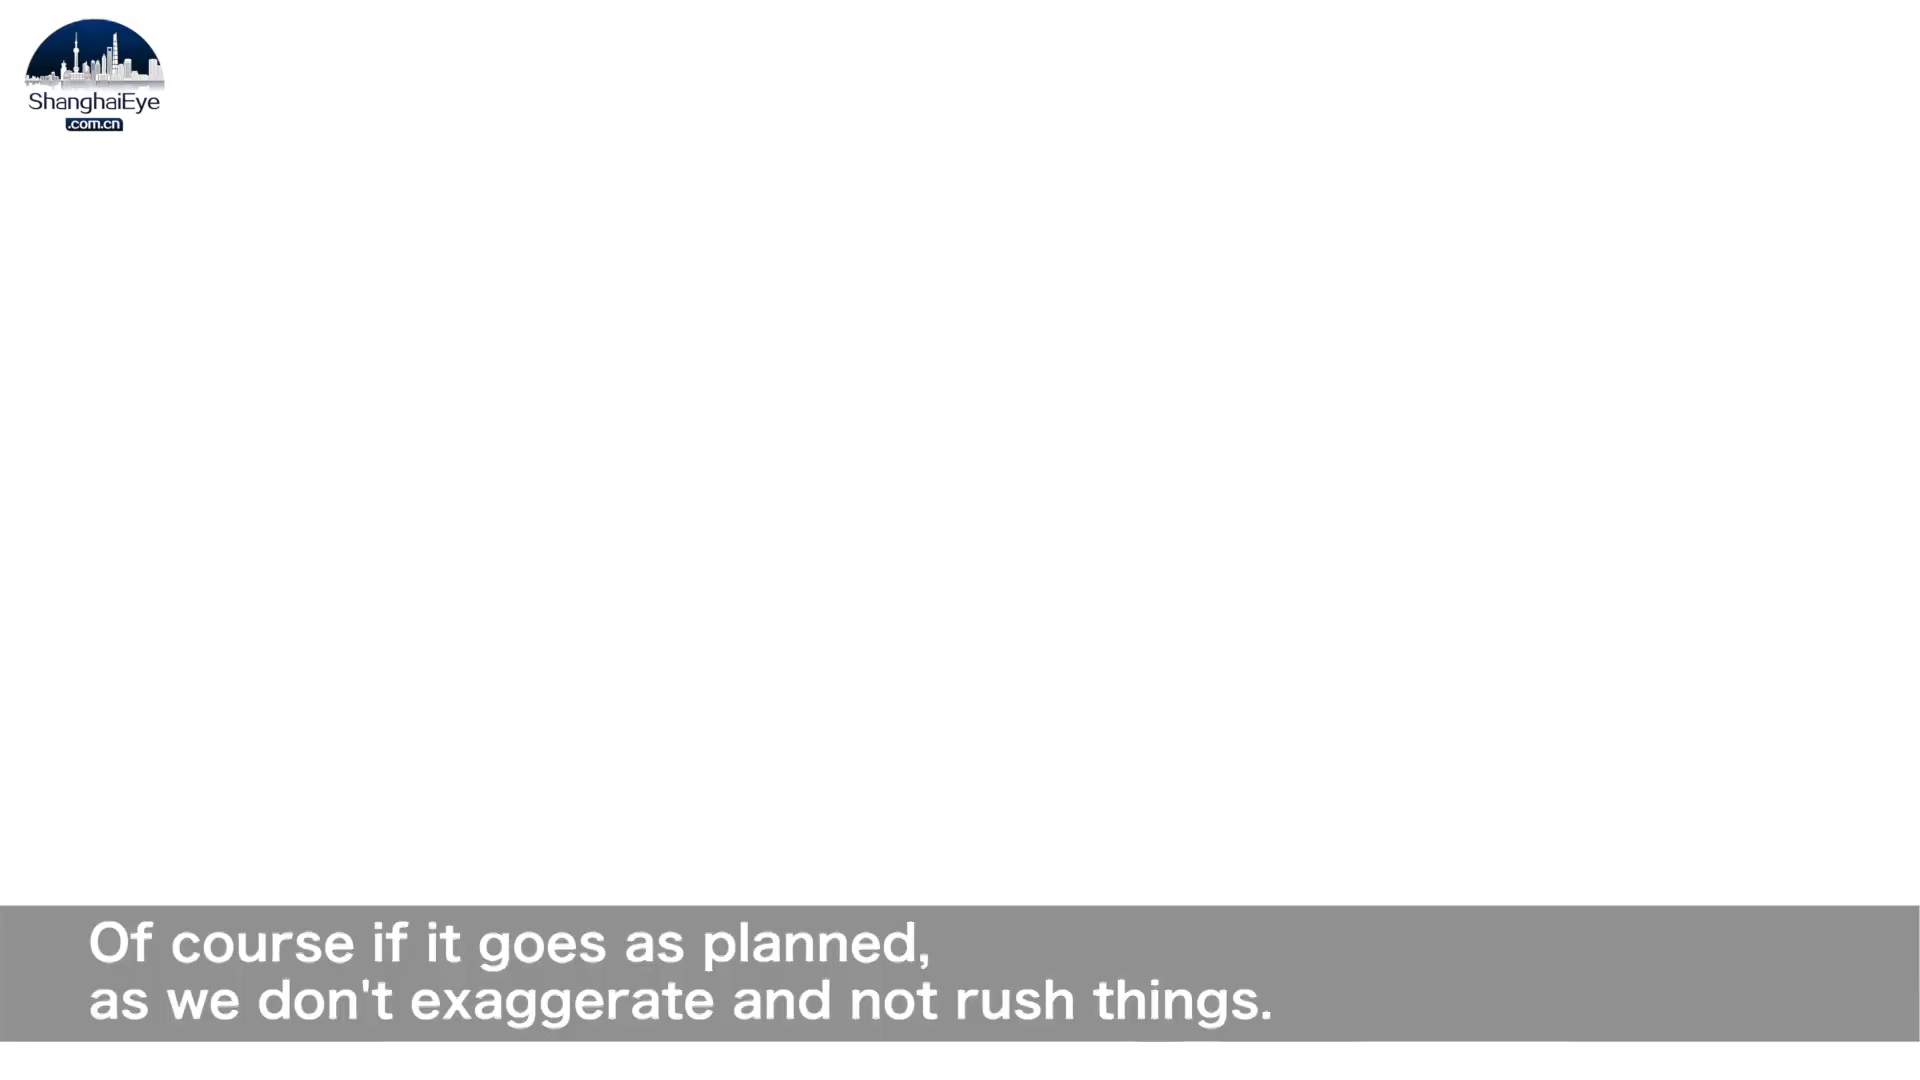 ShanghaiEye
.com.cn
Of course if it goes as planned,
as we don't exaggerate and not rush things.